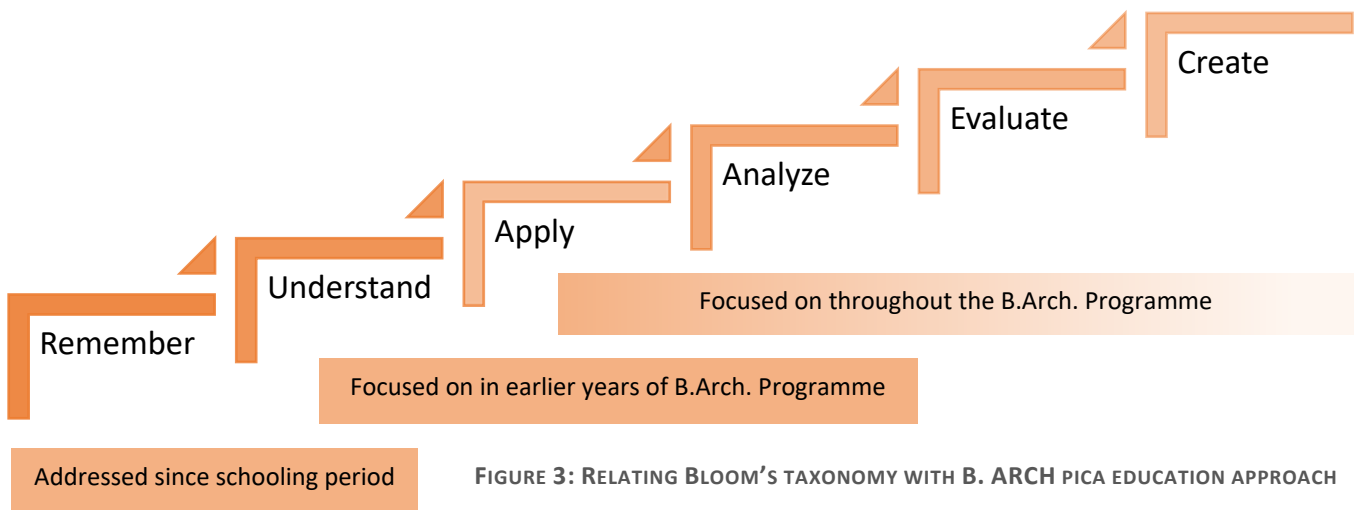 Remember
Understand
Apply
Analyze
Evaluate
Create
Focused on throughout the B.Arch. Programme
Focused on in earlier years of B.Arch. Programme
Addressed since schooling period
FIGURE 3: RELATING BLOOM’S TAXONOMY WITH B. ARCH PICA EDUCATION APPROACH